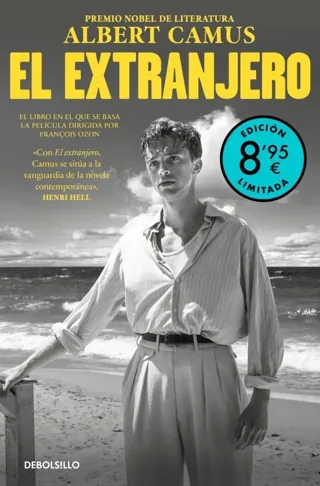 PREMIO NOBEL DE LITERATURA
ALBERT CAMUS
EL EXTRANJERO
EL LIBRO EN EL QUE SE BASA
LA PELÍCULA DIRIGIDA POR
FRANÇOIS OZON
«Con El extranjero,
Camus se sitúa a la
vanguardia de la novela
contemporánea».
HENRI HELL
EDICIÓN
8'95
€
LIMITADA
DEBOLS!LLO